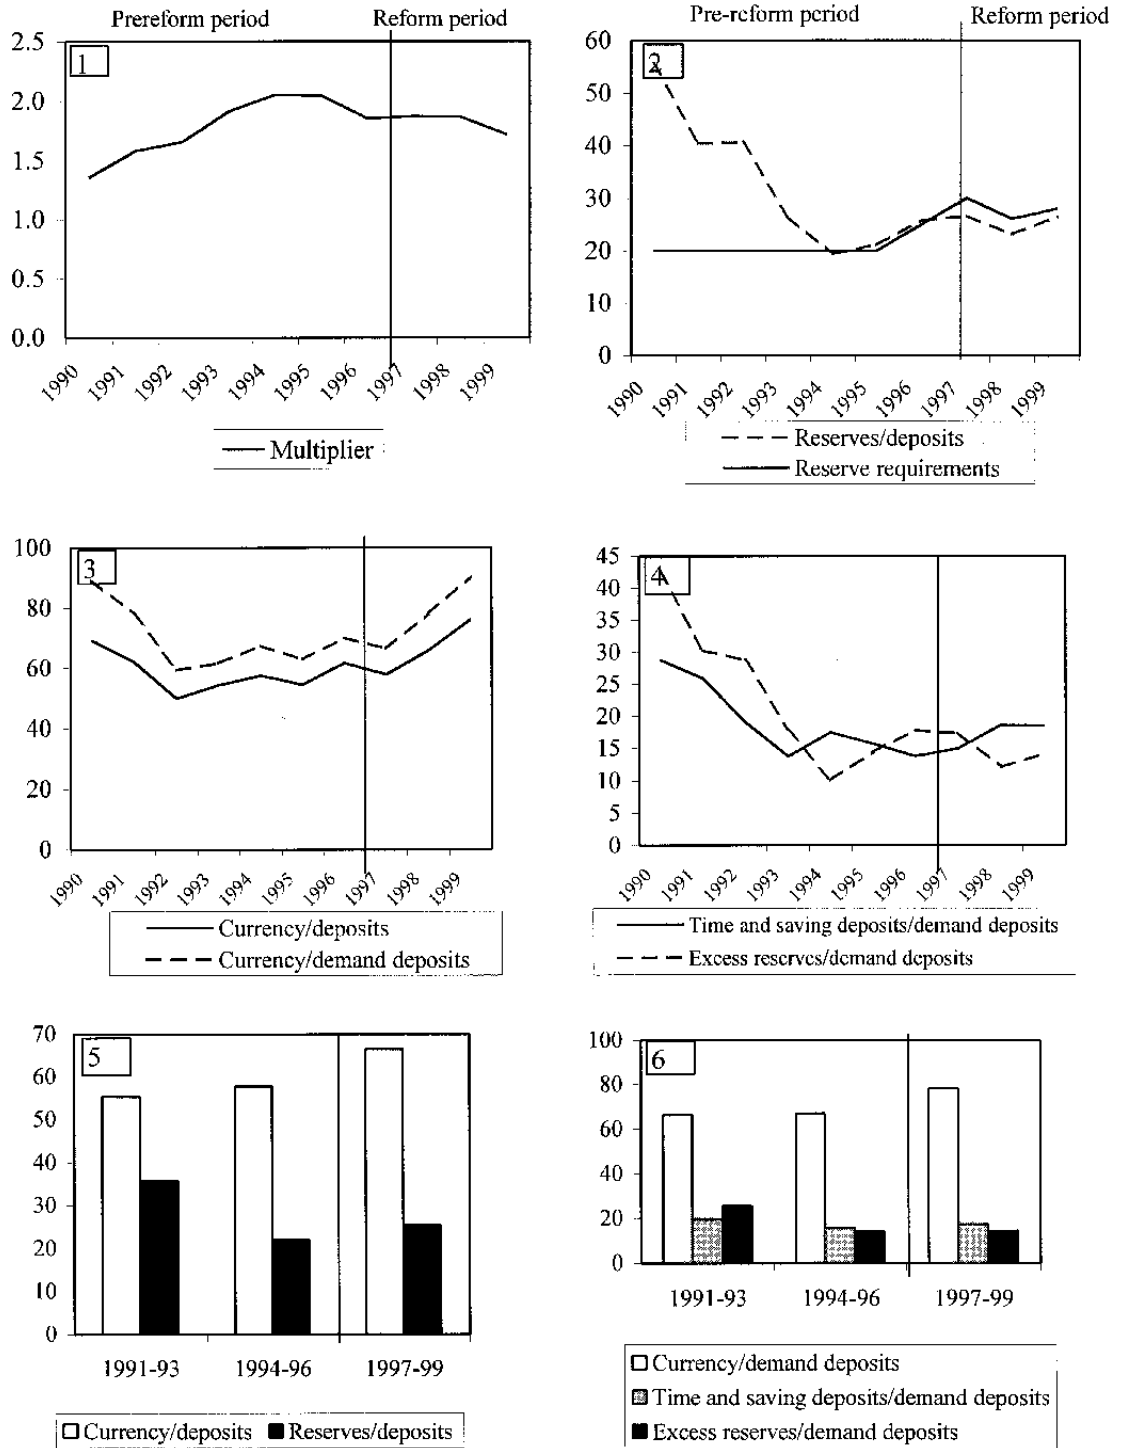 Prereform period Reform period
1
2.5
2.0
1.5
1.0
0.5
0.0
1990 1991 1992 1993 1994 1995 1996 1997 1998 1999
Multiplier
Pre-reform period Reform period
2
60
50
40
30
20
10
0
1990 1991 1992 1993 1994 1995 1996 1997 1998 1999
Reserves/deposits
Reserve requirements
3
100
80
60
40
20
0
1990 1991 1992 1993 1994 1995 1996 1997 1998 1999
Currency/deposits
Currency/demand deposits
4
45
40
35
30
25
20
15
10
5
0
1990 1991 1992 1993 1994 1995 1996 1997 1998 1999
Time and saving deposits/demand deposits
Excess reserves/demand deposits
5
70
60
50
40
30
20
10
0
1991-93 1994-96 1997-99
Currency/deposits Reserves/deposits
6
100
80
60
40
20
0
1991-93 1994-96 1997-99
Currency/demand deposits
Time and saving deposits/demand deposits
Excess reserves/demand deposits